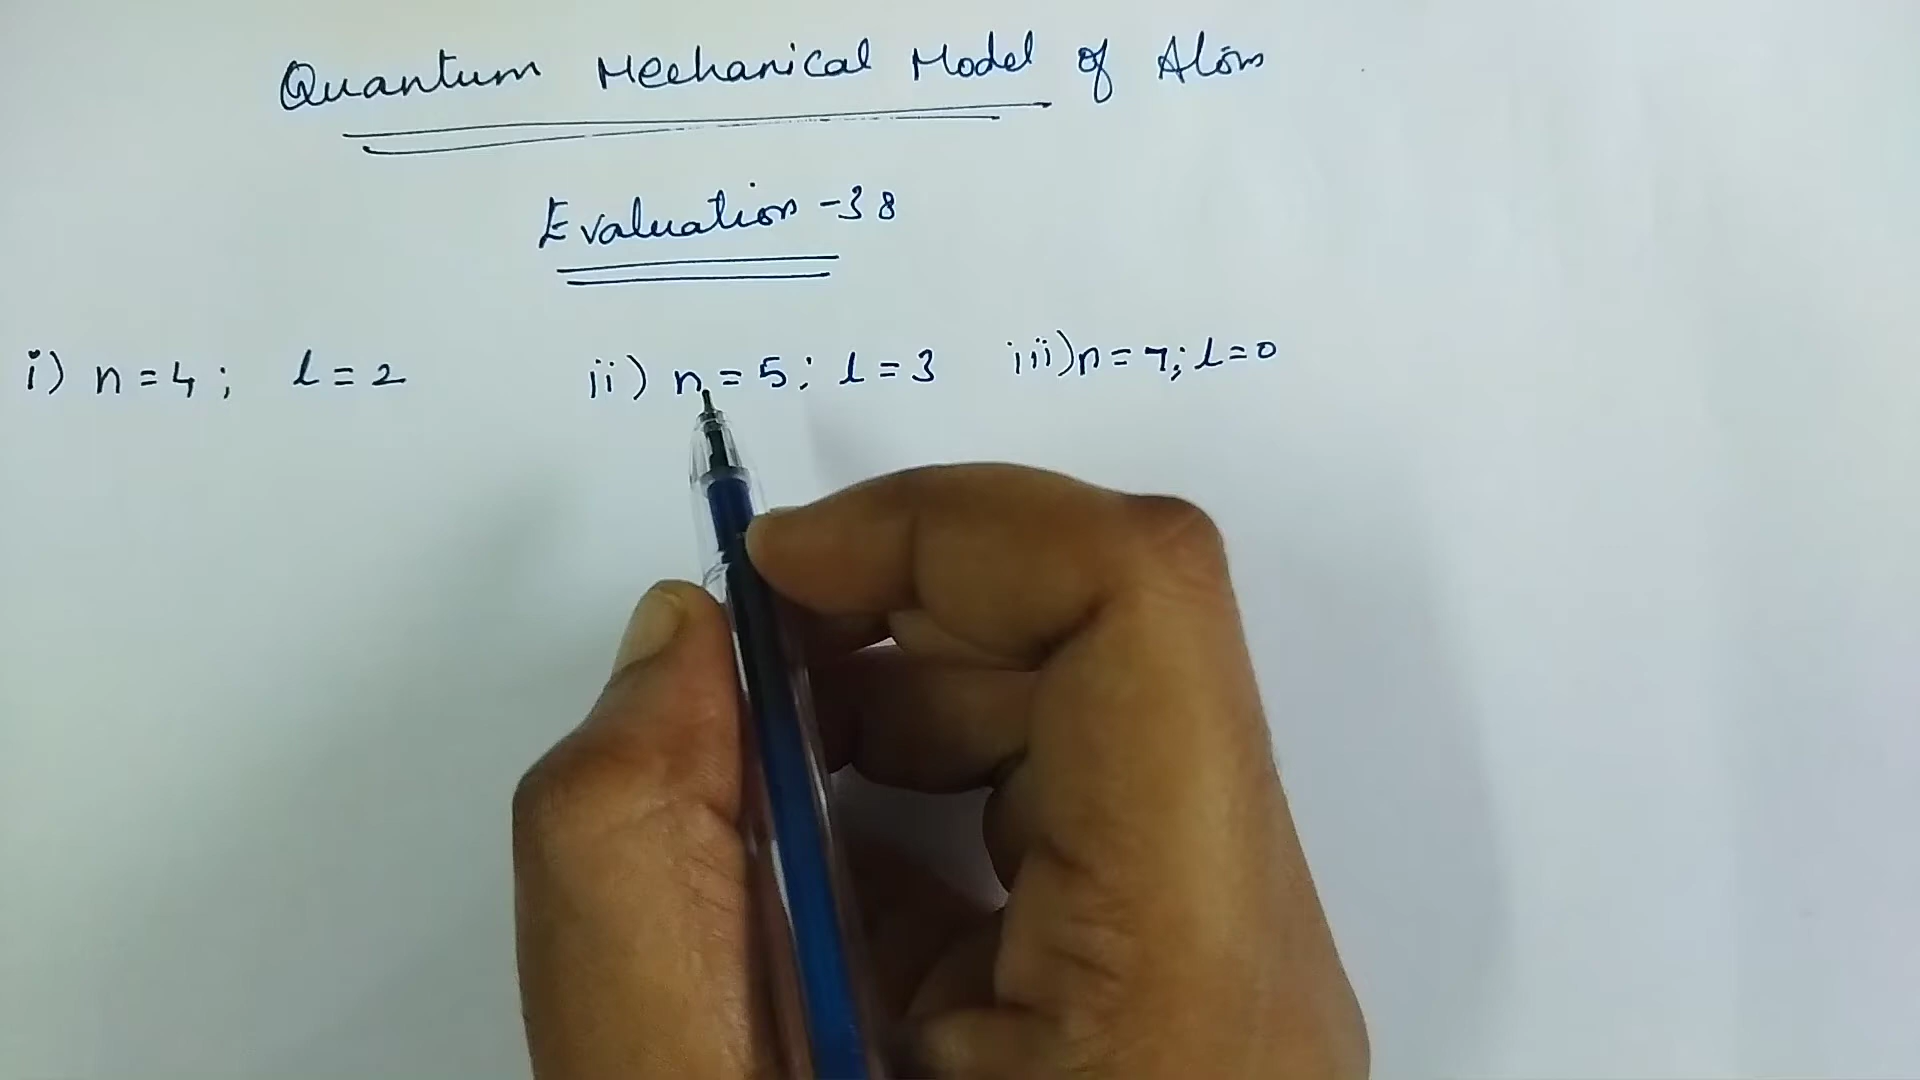 Quantum Mechanical Model of Atom
Evaluation -38
i) n = 4 ; l = 2 ii) n = 5 ; l = 3 iii) n = 7 ; l = 0